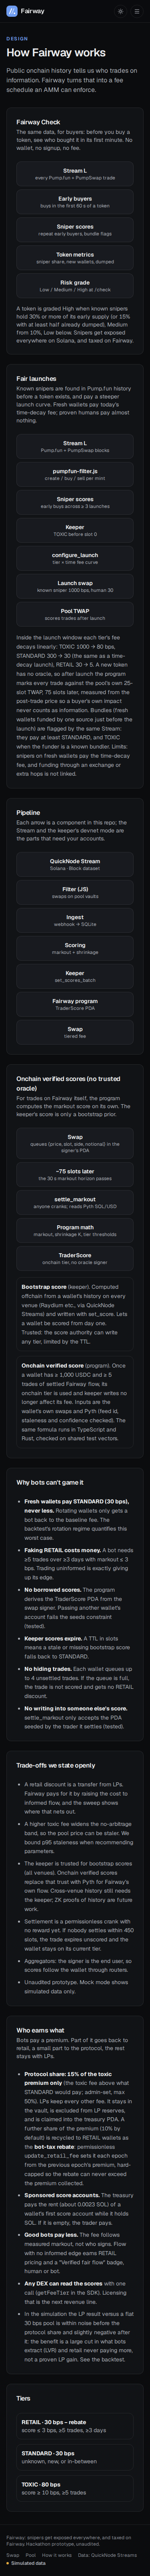 Fairway
DESIGN
How Fairway works
Public onchain history tells us who trades on
information. Fairway turns that into a fee
schedule an AMM can enforce.
Fairway Check
The same data, for buyers: before you buy a
token, see who bought it in its first seconds. No
wallet, no signup, no fee.
Stream L
every Pump.fun + PumpSwap trade
Early buyers
buys in the first 60 s of a token
Sniper scores
repeat early buyers, bundle flags
Token metrics
sniper share, new wallets, dumped
Risk grade
Low / Medium / High at /check
A token is graded High when known snipers
hold 30% or more of its early supply (or 15%
with at least half already dumped), Medium
from 10%, Low below. Snipers get exposed
everywhere on Solana, and taxed on Fairway.
Fair launches
Known snipers are found in Pump.fun history
before a token exists, and pay a steeper
launch curve. Fresh wallets pay today's
time-decay fee; proven humans pay almost
nothing.
Stream L
Pump.fun + PumpSwap blocks
pumpfun-filter.js
create / buy / sell per mint
Sniper scores
early buys across ≥ 3 launches
Keeper
TOXIC before slot 0
configure_launch
tier × time fee curve
Launch swap
known sniper 1000 bps, human 30
Pool TWAP
scores trades after launch
Inside the launch window each tier's fee
decays linearly: TOXIC 1000 → 80 bps,
STANDARD 300 → 30 (the same as a time-
decay launch), RETAIL 30 → 5. A new token
has no oracle, so after launch the program
marks every trade against the pool's own 25-
slot TWAP, 75 slots later, measured from the
post-trade price so a buyer's own impact
never counts as information. Bundles (fresh
wallets funded by one source just before the
launch) are flagged by the same Stream:
they pay at least STANDARD, and TOXIC
when the funder is a known bundler. Limits:
snipers on fresh wallets pay the time-decay
fee, and funding through an exchange or
extra hops is not linked.
Pipeline
Each arrow is a component in this repo; the
Stream and the keeper's devnet mode are
the parts that need your accounts.
QuickNode Stream
Solana · Block dataset
Filter (JS)
swaps on pool vaults
Ingest
webhook → SQLite
Scoring
markout + shrinkage
Keeper
set_scores_batch
Fairway program
TraderScore PDA
Swap
tiered fee
Onchain verified scores (no trusted
oracle)
For trades on Fairway itself, the program
computes the markout score on its own. The
keeper's score is only a bootstrap prior.
Swap
queues {price, slot, side, notional} in the
signer's PDA
~75 slots later
the 30 s markout horizon passes
settle_markout
anyone cranks; reads Pyth SOL/USD
Program math
markout, shrinkage K, tier thresholds
TraderScore
onchain tier, no oracle signer
Bootstrap score (keeper). Computed
offchain from a wallet's history on every
venue (Raydium etc., via QuickNode
Streams) and written with set_score. Lets
a wallet be scored from day one.
Trusted: the score authority can write
any tier, limited by the TTL.
Onchain verified score (program). Once
a wallet has ≥ 1,000 USDC and ≥ 5
trades of settled Fairway flow, its
onchain tier is used and keeper writes no
longer affect its fee. Inputs are the
wallet's own swaps and Pyth (feed id,
staleness and confidence checked). The
same formula runs in TypeScript and
Rust, checked on shared test vectors.
Why bots can't game it
Fresh wallets pay STANDARD (30 bps),
never less. Rotating wallets only gets a
bot back to the baseline fee. The
backtest's rotation regime quantifies this
worst case.
Faking RETAIL costs money. A bot needs
≥5 trades over ≥3 days with markout ≤ 3
bps. Trading uninformed is exactly giving
up its edge.
No borrowed scores. The program
derives the TraderScore PDA from the
swap signer. Passing another wallet's
account fails the seeds constraint
(tested).
Keeper scores expire. A TTL in slots
means a stale or missing bootstrap score
falls back to STANDARD.
No hiding trades. Each wallet queues up
to 4 unsettled trades. If the queue is full,
the trade is not scored and gets no RETAIL
discount.
No writing into someone else's score.
settle_markout only accepts the PDA
seeded by the trader it settles (tested).
Trade-offs we state openly
A retail discount is a transfer from LPs.
Fairway pays for it by raising the cost to
informed flow, and the sweep shows
where that nets out.
A higher toxic fee widens the no-arbitrage
band, so the pool price can be staler. We
bound p95 staleness when recommending
parameters.
The keeper is trusted for bootstrap scores
(all venues). Onchain verified scores
replace that trust with Pyth for Fairway's
own flow. Cross-venue history still needs
the keeper; ZK proofs of history are future
work.
Settlement is a permissionless crank with
no reward yet. If nobody settles within 450
slots, the trade expires unscored and the
wallet stays on its current tier.
Aggregators: the signer is the end user, so
scores follow the wallet through routers.
Unaudited prototype. Mock mode shows
simulated data only.
Who earns what
Bots pay a premium. Part of it goes back to
retail, a small part to the protocol, the rest
stays with LPs.
Protocol share: 15% of the toxic
premium only (the toxic fee above what
STANDARD would pay; admin-set, max
50%). LPs keep every other fee. It stays in
the vault, is excluded from LP reserves,
and is claimed into the treasury PDA. A
further share of the premium (10% by
default) is recycled to RETAIL wallets as
the bot-tax rebate: permissionless
update_retail_fee sets it each epoch
from the previous epoch's premium, hard-
capped so the rebate can never exceed
the premium collected.
Sponsored score accounts. The treasury
pays the rent (about 0.0023 SOL) of a
wallet's first score account while it holds
SOL. If it is empty, the trader pays.
Good bots pay less. The fee follows
measured markout, not who signs. Flow
with no informed edge earns RETAIL
pricing and a "Verified fair flow" badge,
human or bot.
Any DEX can read the scores with one
call (getFeeTier in the SDK). Licensing
that is the next revenue line.
In the simulation the LP result versus a flat
30 bps pool is within noise before the
protocol share and slightly negative after
it: the benefit is a large cut in what bots
extract (LVR) and retail never paying more,
not a proven LP gain. See the backtest.
Tiers
RETAIL · 30 bps − rebate
score ≤ 3 bps, ≥5 trades, ≥3 days
STANDARD · 30 bps
unknown, new, or in-between
TOXIC · 80 bps
score ≥ 10 bps, ≥5 trades
Fairway: snipers get exposed everywhere, and taxed on
Fairway. Hackathon prototype, unaudited.
Swap Pool How it works Data: QuickNode Streams
Simulated data